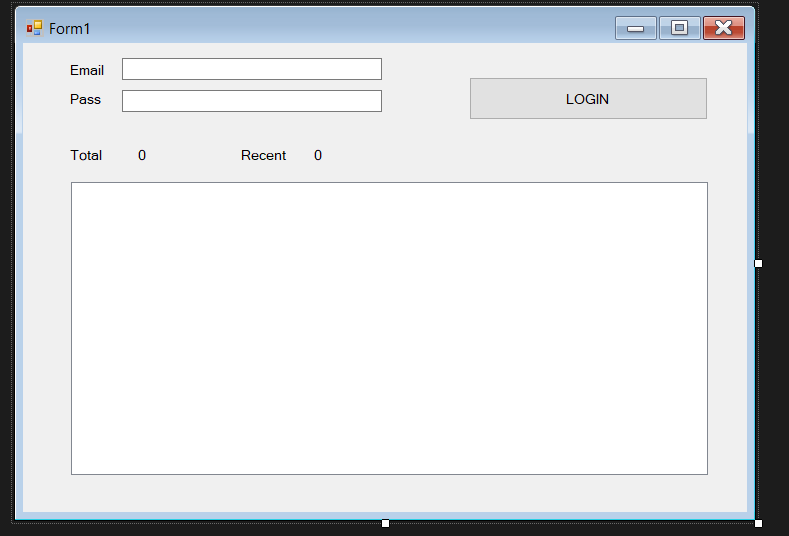 Form1
Email
Pass
LOGIN
Total 0 Recent 0